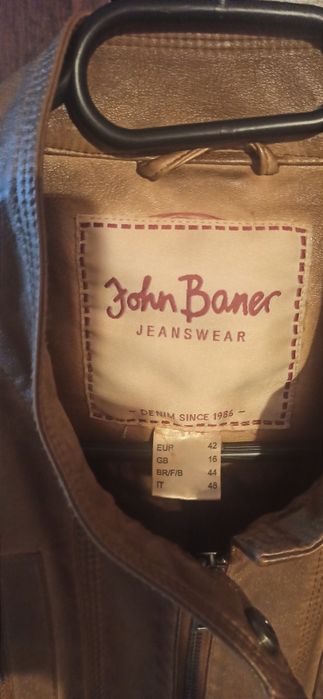 John Baner
JEANSWEAR
- DENIM SINCE 1986 -
EUR 42
GB 16
BR/F/B 44
IT 48